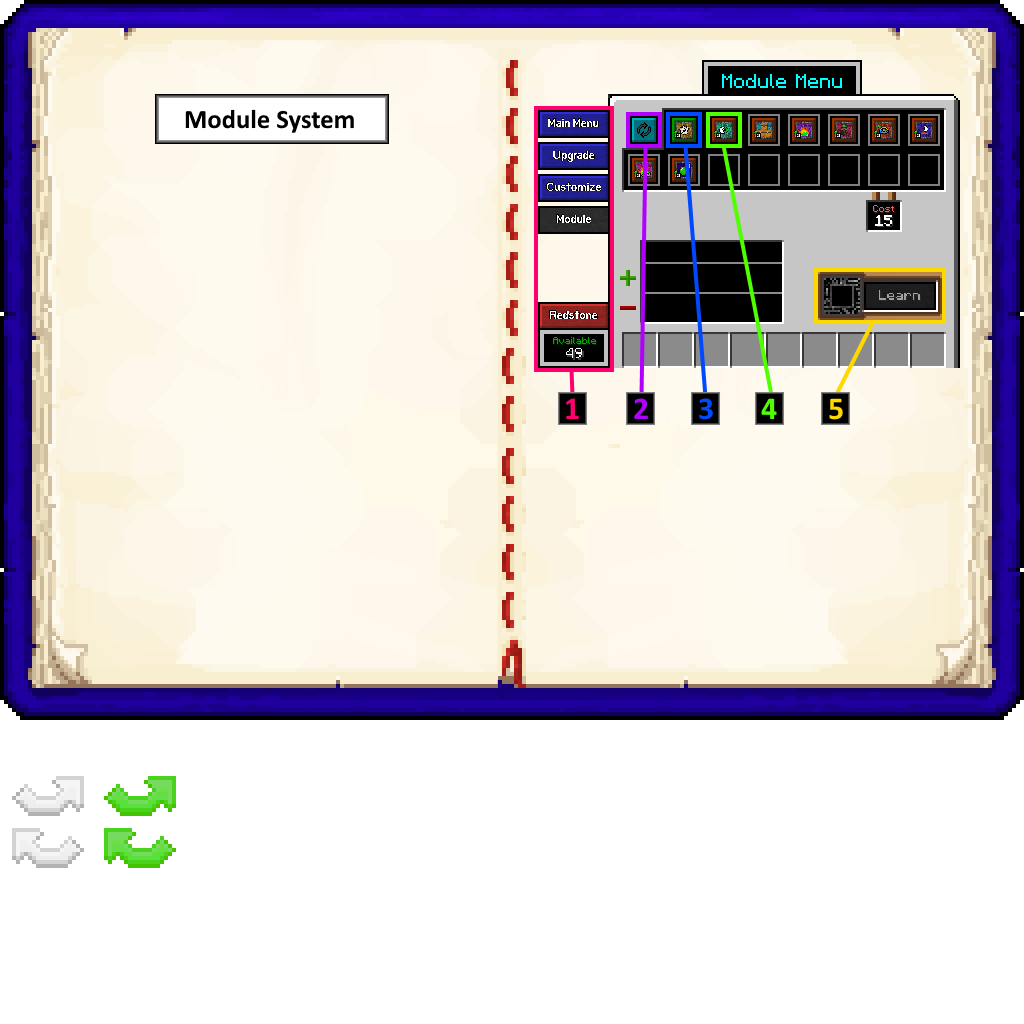 Module System
Module Menu
Main Menu
Upgrade
Customize
Module
Redstone
Available
49
Cost
15
Learn
1 2 3 4 5